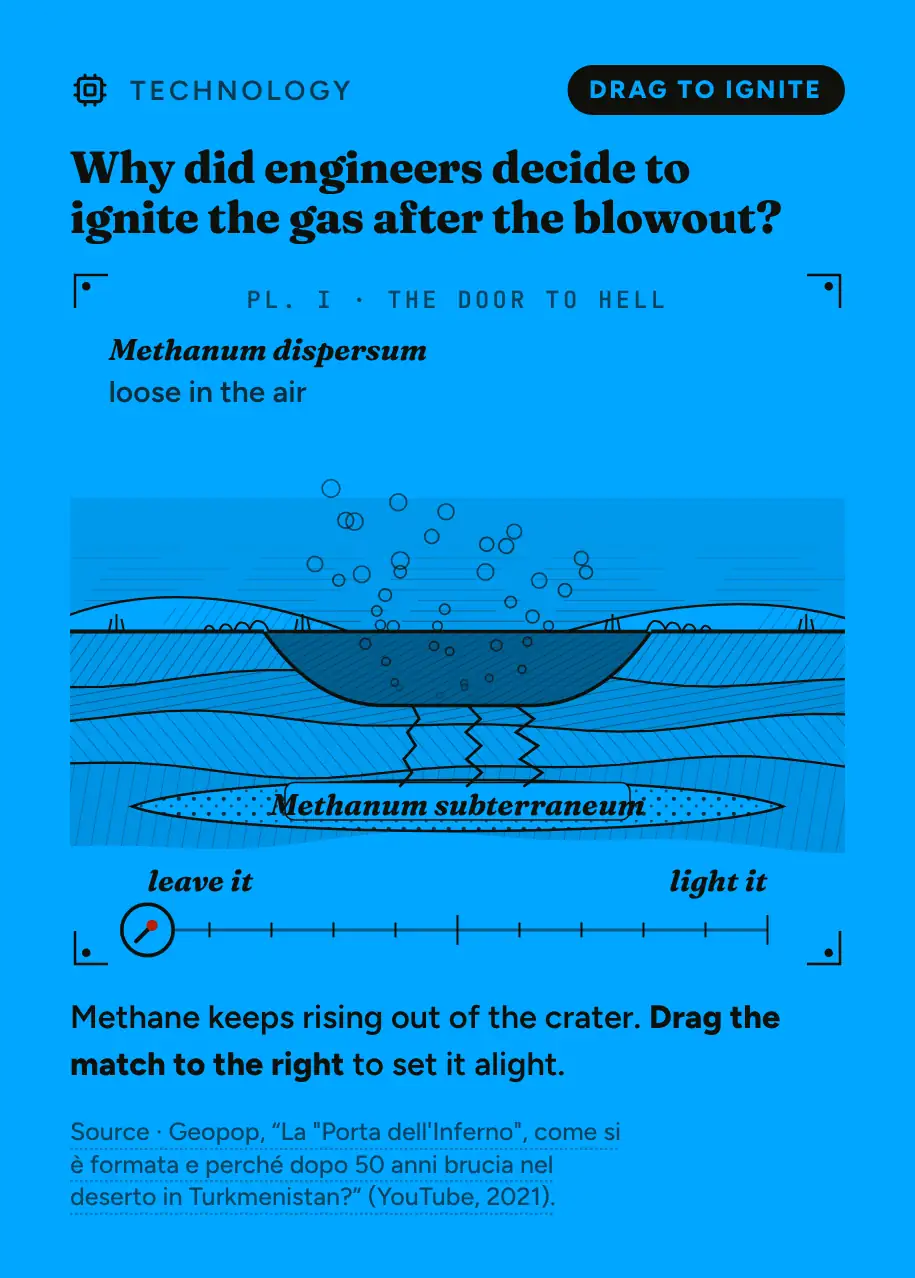 TECHNOLOGY
DRAG TO IGNITE
Why did engineers decide to
ignite the gas after the blowout?
PL. I · THE DOOR TO HELL
Methanum dispersum
loose in the air
Methanum subterraneum
leave it
light it
Methane keeps rising out of the crater. Drag the
match to the right to set it alight.
Source · Geopop, “La "Porta dell'Inferno", come si
è formata e perché dopo 50 anni brucia nel
deserto in Turkmenistan?” (YouTube, 2021).